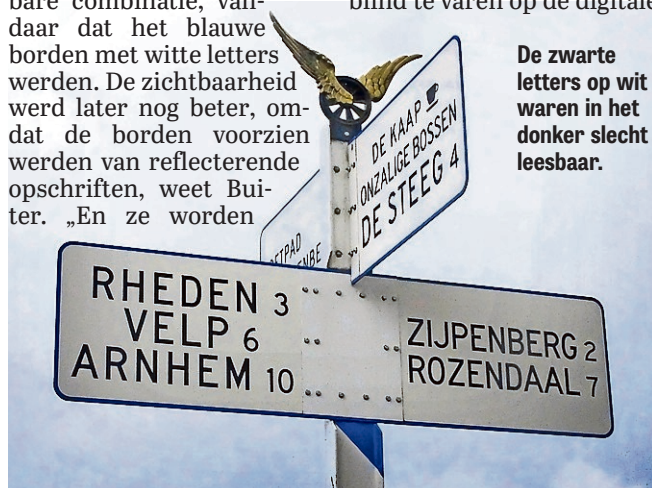 bare combinatie, van-
daar dat het blauwe
borden met witte letters
werden. De zichtbaarheid
werd later nog beter, om-
dat de borden voorzien
werden van reflecterende
opschriften, weet Bui-
ter. „En ze worden
blind te varen op de digitale
De zwarte
letters op wit
waren in het
donker slecht
leesbaar.
DE KAAP
ONZALIGE BOSSEN
DE STEEG 4
RHEDEN 3
VELP 6
ARNHEM 10
ZIJPENBERG 2
ROZENDAAL 7